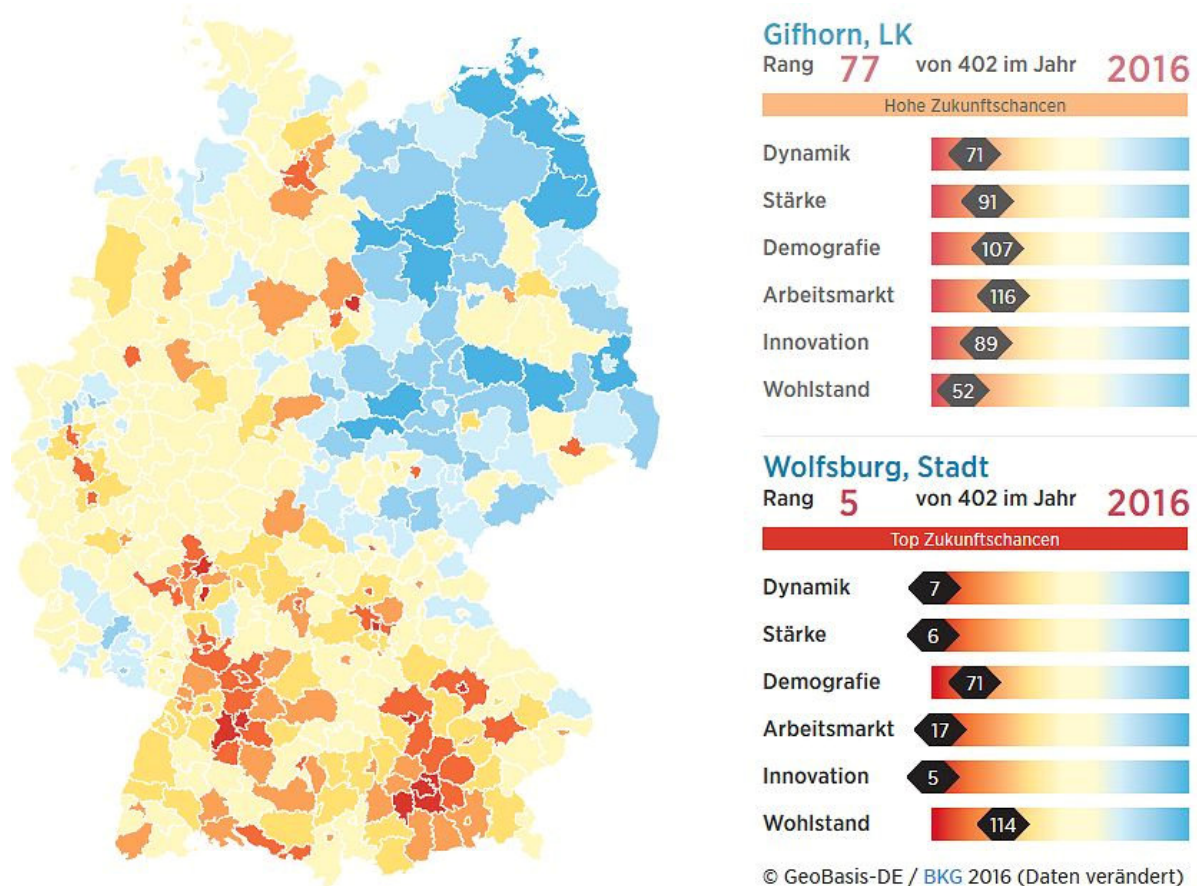 Gifhorn, LK
Rang 77 von 402 im Jahr 2016
Hohe Zukunftschancen
Dynamik 71
Stärke 91
Demografie 107
Arbeitsmarkt 116
Innovation 89
Wohlstand 52
Wolfsburg, Stadt
Rang 5 von 402 im Jahr 2016
Top Zukunftschancen
Dynamik 7
Stärke 6
Demografie 71
Arbeitsmarkt 17
Innovation 5
Wohlstand 114
© GeoBasis-DE / BKG 2016 (Daten verändert)